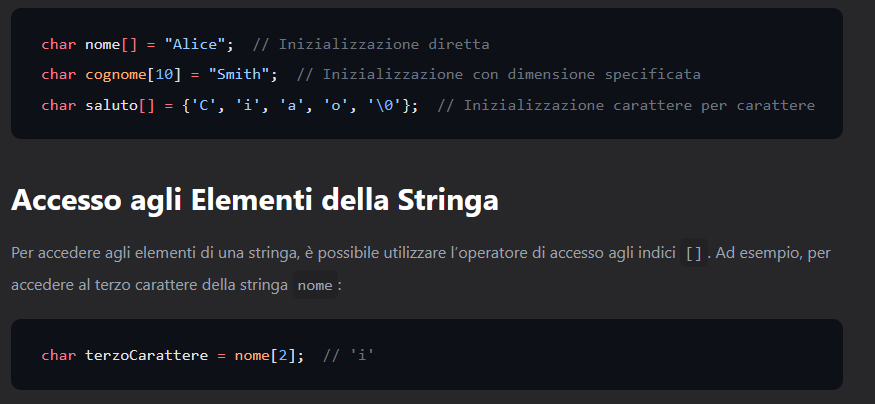 char nome[] = "Alice";  // Inizializzazione diretta
char cognome[10] = "Smith";  // Inizializzazione con dimensione specificata
char saluto[] = {'C', 'i', 'a', 'o', '\0'};  // Inizializzazione carattere per carattere
Accesso agli Elementi della Stringa
Per accedere agli elementi di una stringa, è possibile utilizzare l’operatore di accesso agli indici []. Ad esempio, per
accedere al terzo carattere della stringa nome:
char terzoCarattere = nome[2];  // 'i'